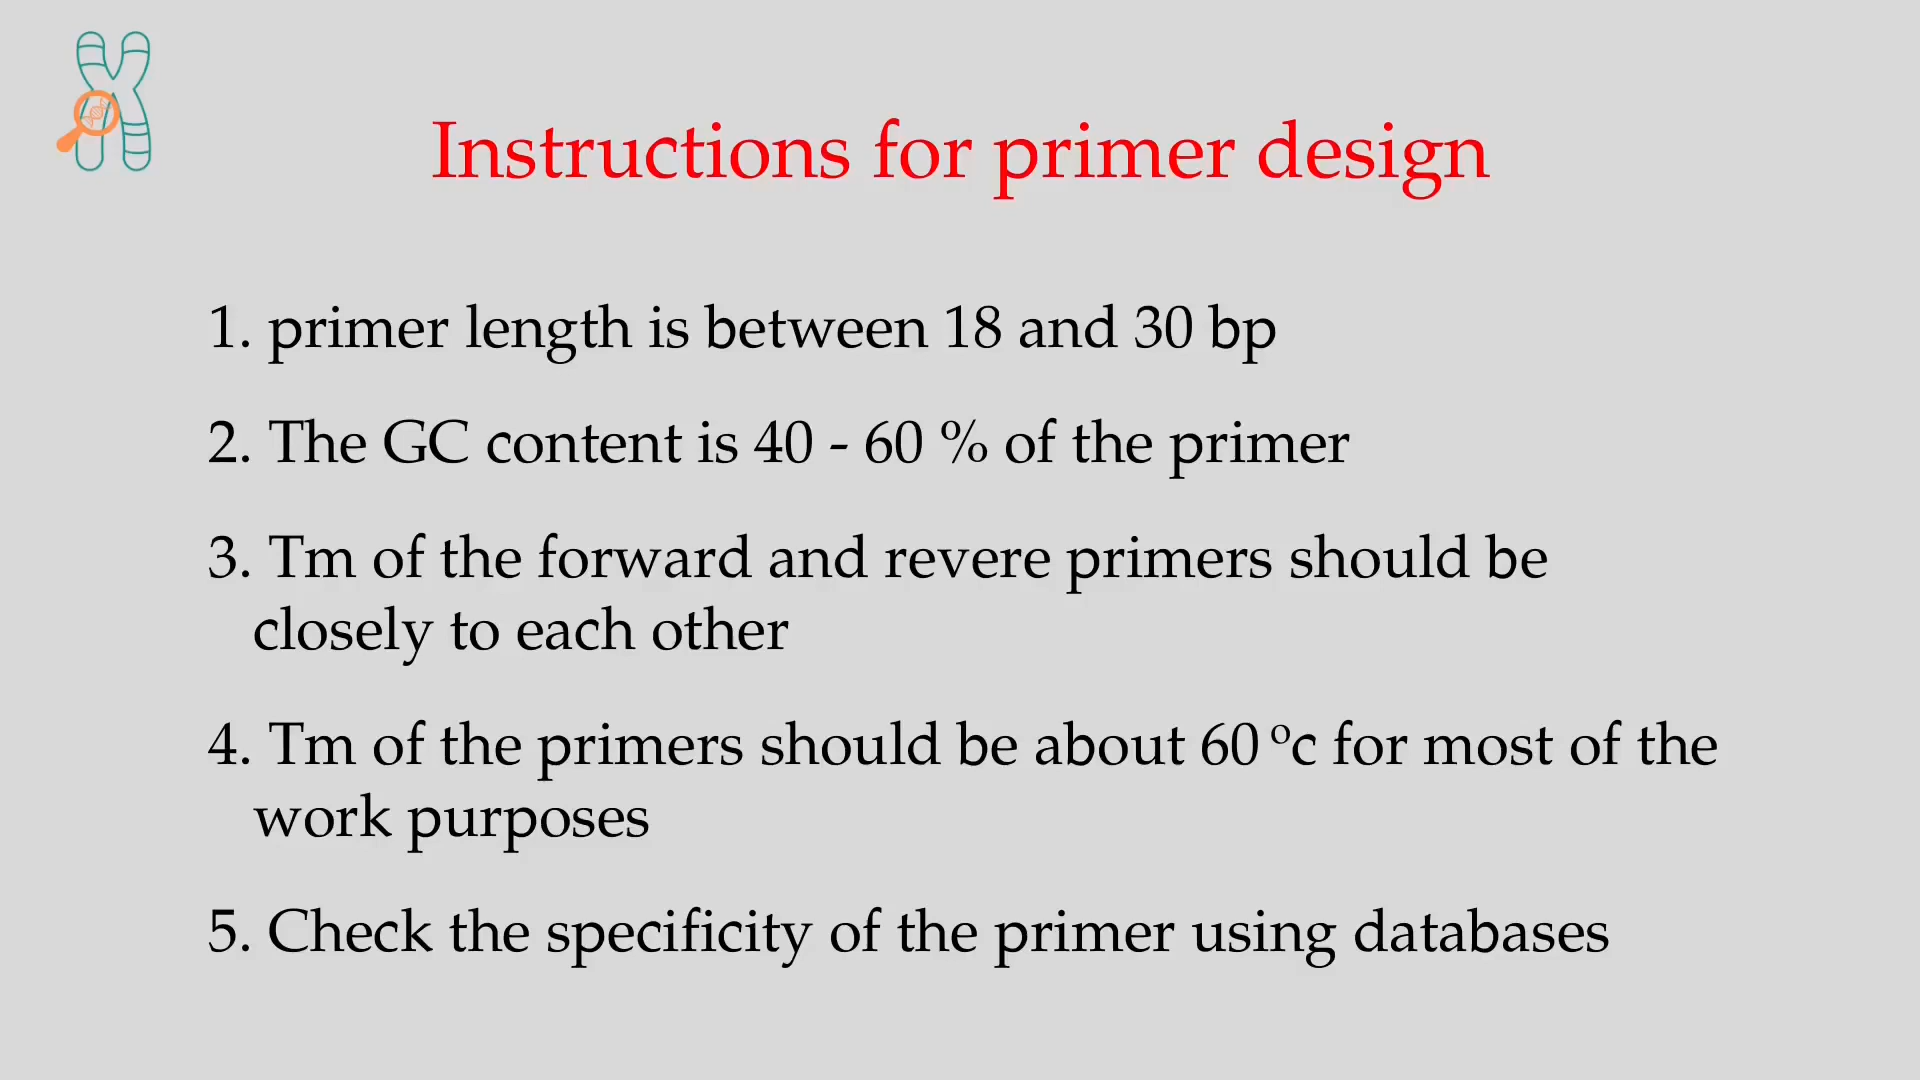 Instructions for primer design
1. primer length is between 18 and 30 bp
2. The GC content is 40 - 60 % of the primer
3. Tm of the forward and revere primers should be
closely to each other
4. Tm of the primers should be about 60 ºc for most of the
work purposes
5. Check the specificity of the primer using databases